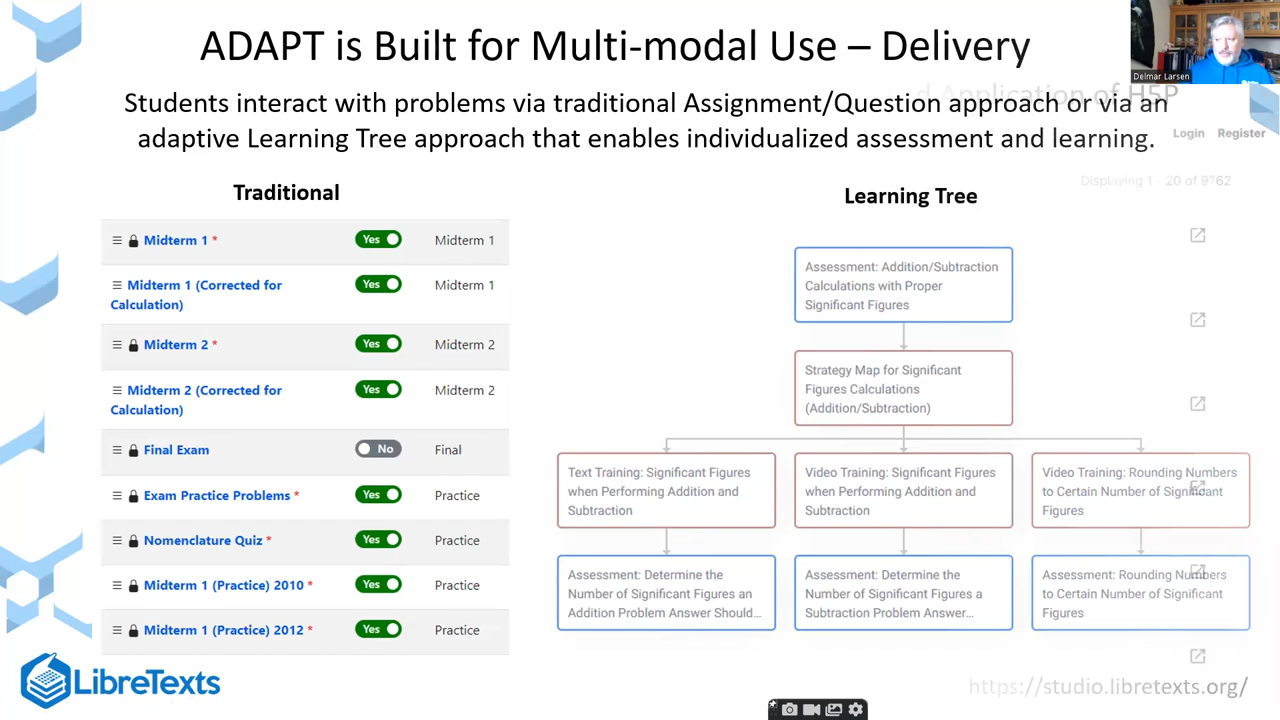 ADAPT is Built for Multi-modal Use – Delivery
Delmar Larsen
d Application of H5P
Students interact with problems via traditional Assignment/Question approach or via an
adaptive Learning Tree approach that enables individualized assessment and learning.
Login Register
Displaying 1 - 20 of 9762
Traditional
Midterm 1 * Yes Midterm 1
Midterm 1 (Corrected for
Calculation) Yes Midterm 1
Midterm 2 * Yes Midterm 2
Midterm 2 (Corrected for
Calculation) Yes Midterm 2
Final Exam No Final
Exam Practice Problems * Yes Practice
Nomenclature Quiz * Yes Practice
Midterm 1 (Practice) 2010 * Yes Practice
Midterm 1 (Practice) 2012 * Yes Practice
Learning Tree
Assessment: Addition/Subtraction
Calculations with Proper
Significant Figures
Strategy Map for Significant
Figures Calculations
(Addition/Subtraction)
Text Training: Significant Figures
when Performing Addition and
Subtraction
Video Training: Significant Figures
when Performing Addition and
Subtraction
Video Training: Rounding Numbers
to Certain Number of Significant
Figures
Assessment: Determine the
Number of Significant Figures an
Addition Problem Answer Should...
Assessment: Determine the
Number of Significant Figures a
Subtraction Problem Answer...
Assessment: Rounding Numbers
to Certain Number of Significant
Figures
LibreTexts
https://studio.libretexts.org/